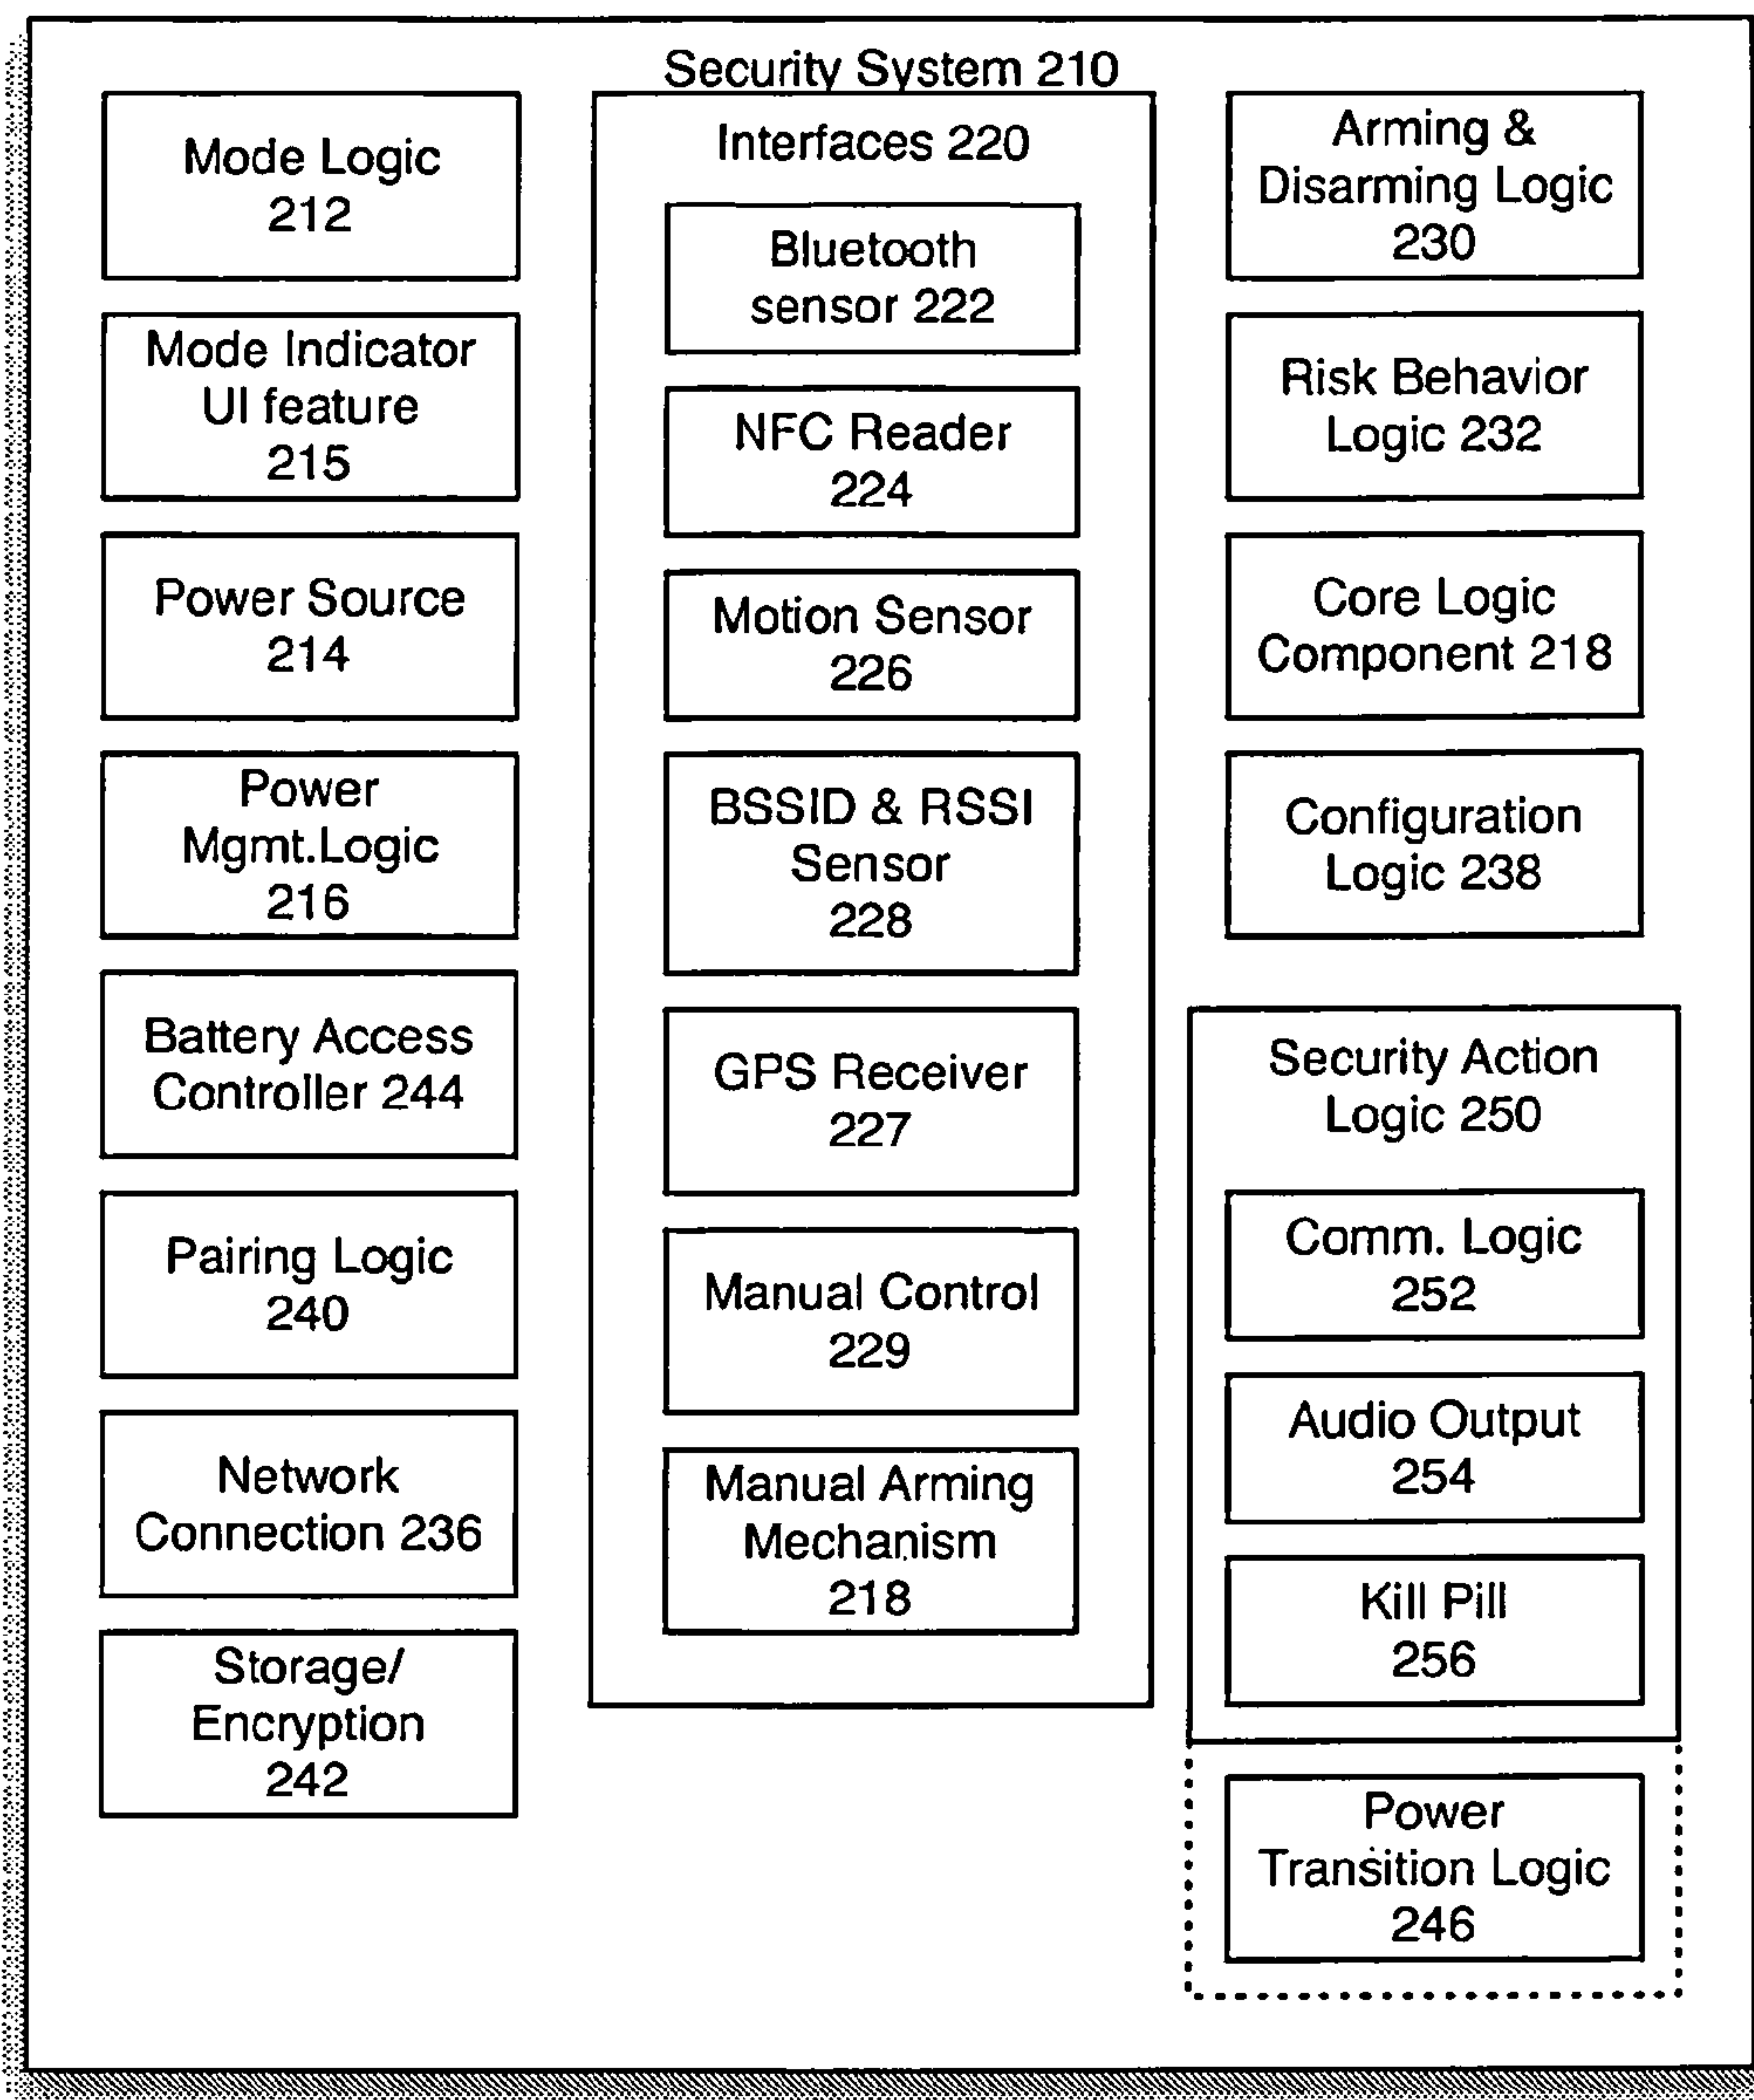 Security System 210
Mode Logic
212
Mode Indicator
UI feature
215
Power Source
214
Power
Mgmt.Logic
216
Battery Access
Controller 244
Pairing Logic
240
Network
Connection 236
Storage/
Encryption
242
Interfaces 220
Bluetooth
sensor 222
NFC Reader
224
Motion Sensor
226
BSSID & RSSI
Sensor
228
GPS Receiver
227
Manual Control
229
Manual Arming
Mechanism
218
Arming &
Disarming Logic
230
Risk Behavior
Logic 232
Core Logic
Component 218
Configuration
Logic 238
Security Action
Logic 250
Comm. Logic
252
Audio Output
254
Kill Pill
256
Power
Transition Logic
246